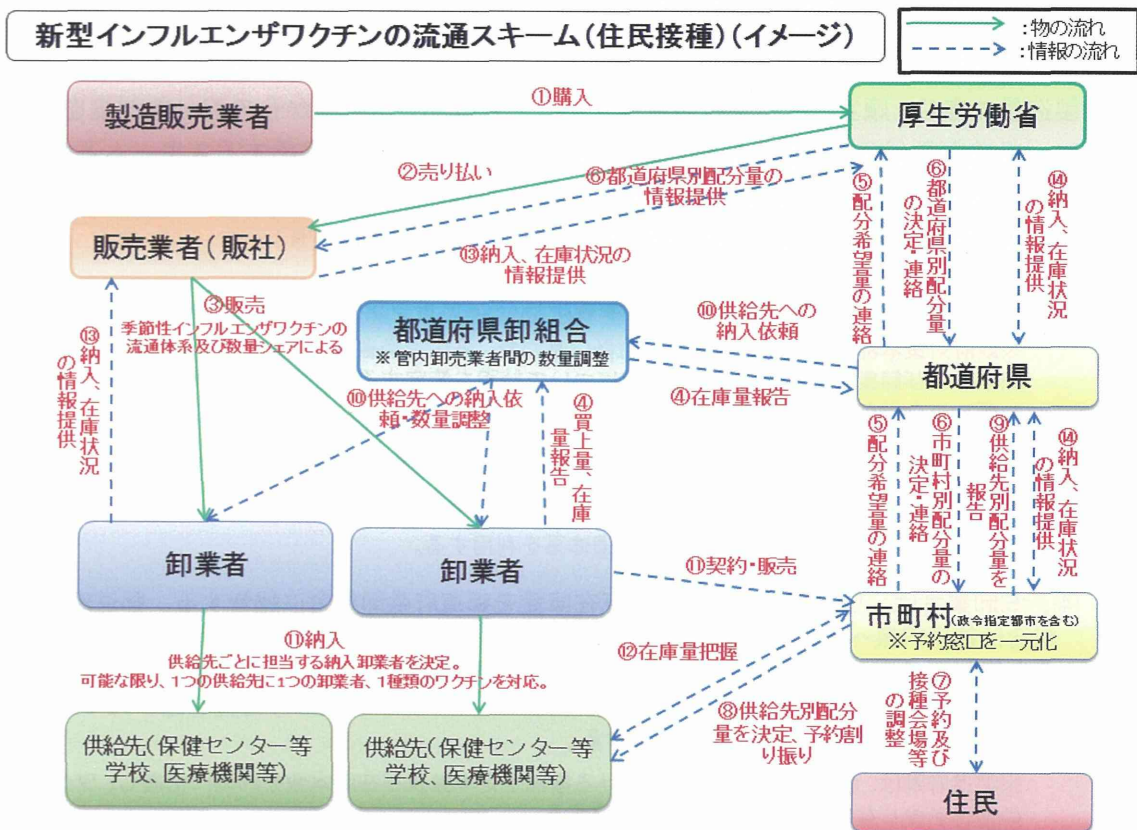 新型インフルエンザワクチンの流通スキーム(住民接種)(イメージ)
:物の流れ
:情報の流れ
製造販売業者
①購入
厚生労働省
②売り払い
⑥都道府県別配分量の
情報提供
⑤配分希望量の連絡
⑥都道府県別配分量
の決定・連絡
⑭納入、在庫状況
の情報提供
販売業者(販社)
⑬納入、在庫状況の
情報提供
③販売
季節性インフルエンザワクチンの
流通体系及び数量シェアによる
都道府県卸組合
※管内卸売業者間の数量調整
⑩供給先への
納入依頼
都道府県
④在庫量報告
⑬納入、在庫状況
の情報提供
⑩供給先への納入依
頼・数量調整
④買上量、在庫
量報告
⑤配分希望量の連絡
⑥市町村別配分量の
決定・連絡
⑨供給先別配分量を
報告
⑭納入、在庫状況
の情報提供
卸業者
卸業者
⑪契約・販売
市町村(政令指定都市を含む)
※予約窓口を一元化
⑪納入
供給先ごとに担当する納入卸業者を決定。
可能な限り、1つの供給先に1つの卸業者、1種類のワクチンを対応。
⑫在庫量把握
⑧供給先別配分
量を決定、予約割
り振り
⑦予約及び
接種会場等
の調整
供給先(保健センター等
学校、医療機関等)
供給先(保健センター等
学校、医療機関等)
住民